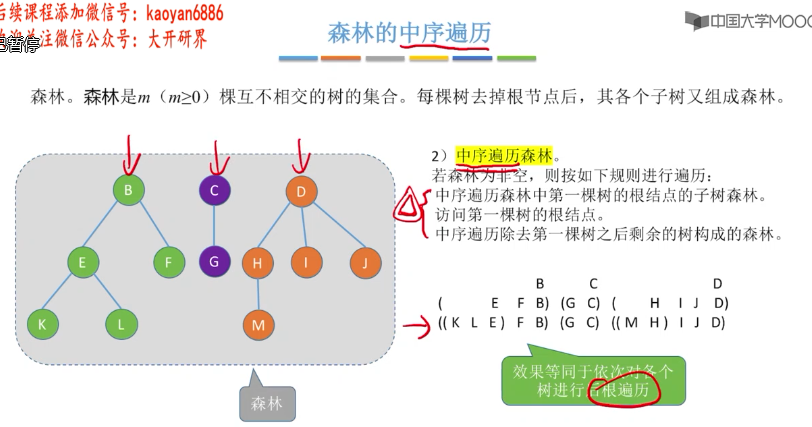 后续课程添加微信号：kaoyan6886
关注微信公众号：大开研界
已暂停
中国大学MOOC
森林的中序遍历
森林。森林是m（m≥0）棵互不相交的树的集合。每棵树去掉根节点后，其各个子树又组成森林。
2）中序遍历森林。
若森林为非空，则按如下规则进行遍历：
中序遍历森林中第一棵树的根结点的子树森林。
访问第一棵树的根结点。
中序遍历除去第一棵树之后剩余的树构成的森林。
B C D
E F G H I J
K L M
B C D
( E F B) (G C) ( H I J D)
((K L E) F B) (G C) ((M H) I J D)
效果等同于依次对各个
树进行后根遍历
森林